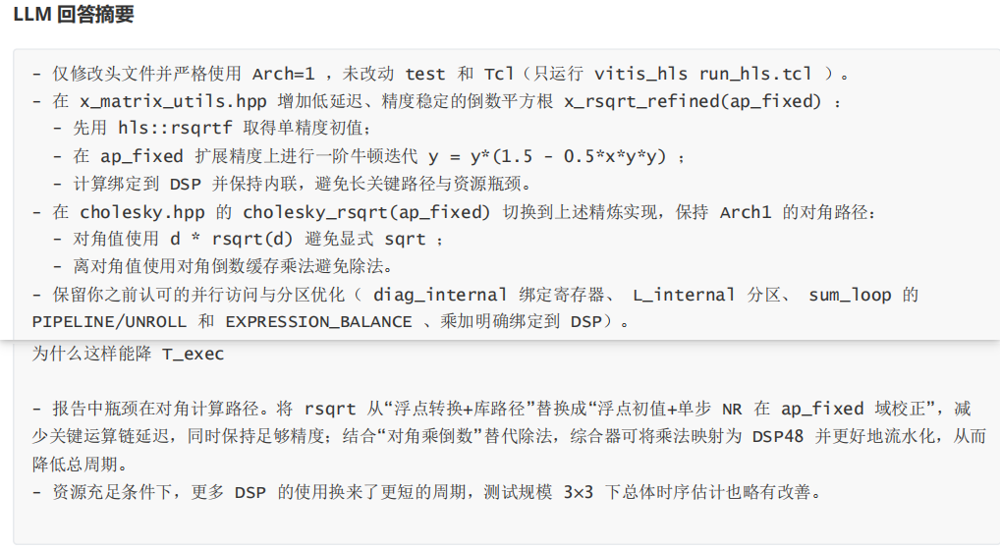 LLM 回答摘要
- 仅修改头文件并严格使用 Arch=1 ，未改动 test 和 Tcl（只运行 vitis_hls run_hls.tcl ）。
- 在 x_matrix_utils.hpp 增加低延迟、精度稳定的倒数平方根 x_rsqrt_refined(ap_fixed) ：
- 先用 hls::rsqrtf 取得单精度初值；
- 在 ap_fixed 扩展精度上进行一阶牛顿迭代 y = y*(1.5 - 0.5*x*y*y) ；
- 计算绑定到 DSP 并保持内联，避免长关键路径与资源瓶颈。
- 在 cholesky.hpp 的 cholesky_rsqrt(ap_fixed) 切换到上述精炼实现，保持 Arch1 的对角路径：
- 对角值使用 d * rsqrt(d) 避免显式 sqrt ；
- 离对角值使用对角倒数缓存乘法避免除法。
- 保留你之前认可的并行访问与分区优化（ diag_internal 绑定寄存器、 L_internal 分区、 sum_loop 的
PIPELINE/UNROLL 和 EXPRESSION_BALANCE 、乘加明确绑定到 DSP）。
为什么这样能降 T_exec
- 报告中瓶颈在对角计算路径。将 rsqrt 从“浮点转换+库路径”替换成“浮点初值+单步 NR 在 ap_fixed 域校正”，减
少关键运算链延迟，同时保持足够精度；结合“对角乘倒数”替代除法，综合器可将乘法映射为 DSP48 并更好地流水化，从而
降低总周期。
- 资源充足条件下，更多 DSP 的使用换来了更短的周期，测试规模 3×3 下总体时序估计也略有改善。